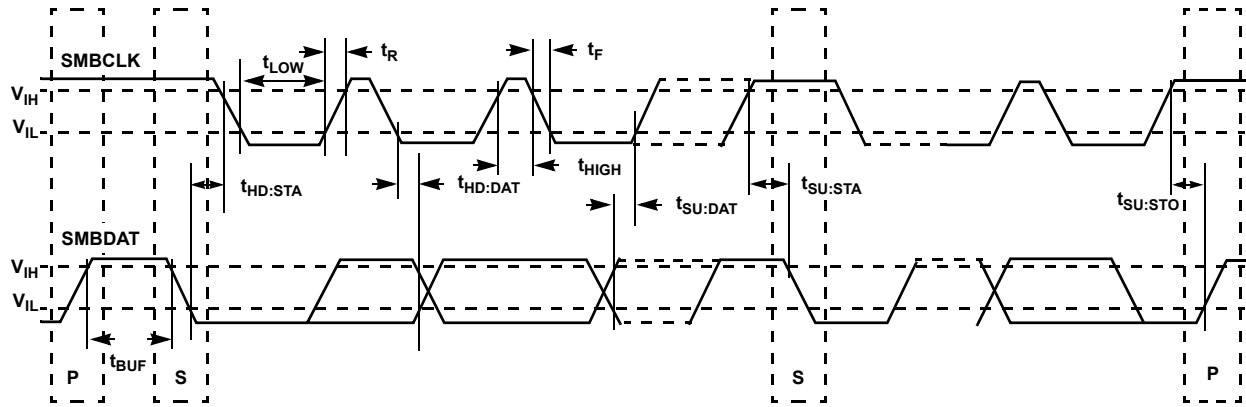 SMBCLK
tLOW
tR
tF
VIH
VIL
tHD:STA
tHD:DAT
tHIGH
tSU:DAT
tSU:STA
tSU:STO
SMBDAT
VIH
VIL
tBUF
P
S
S
P